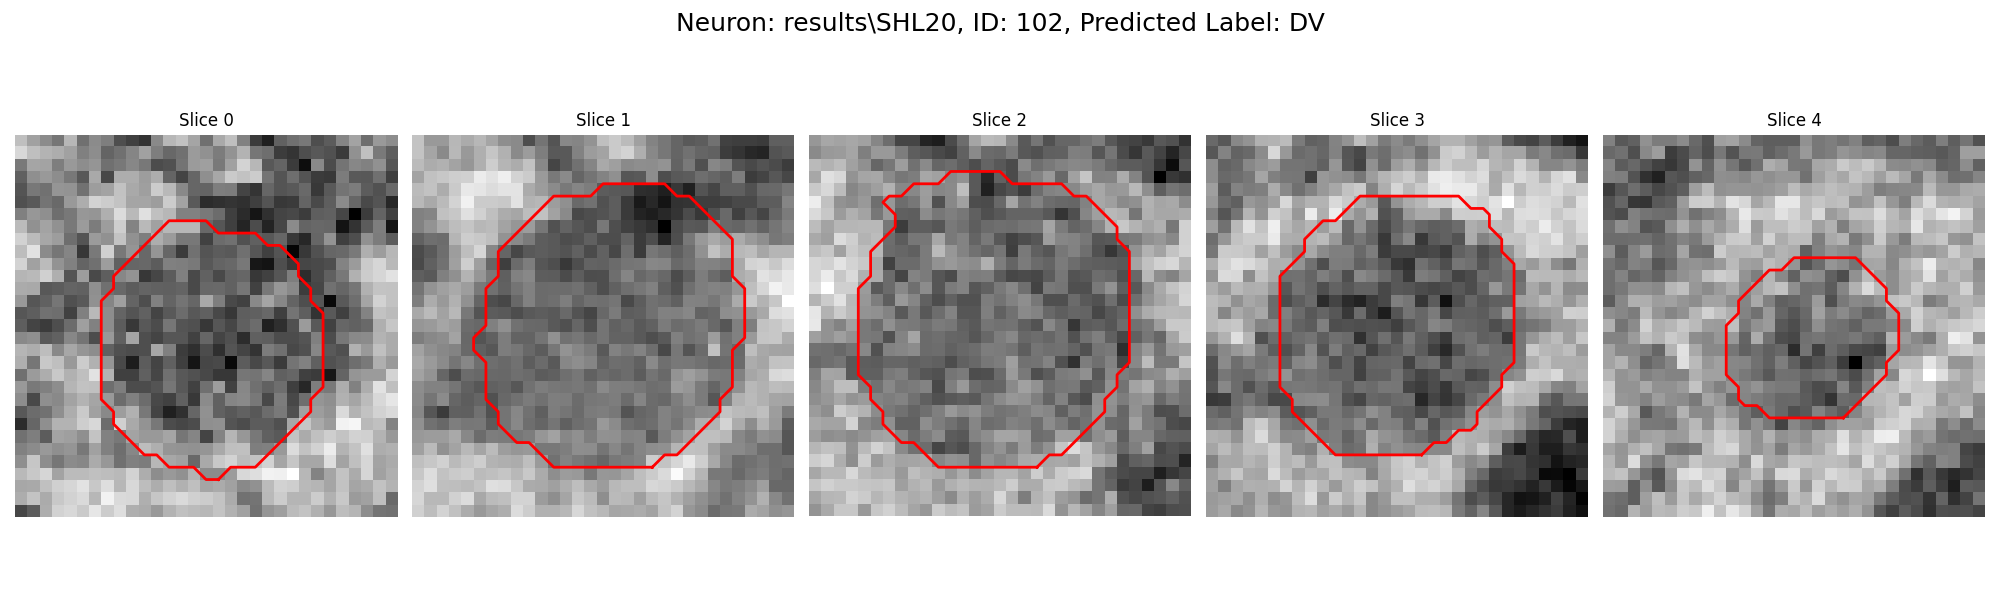 Neuron: results\SHL20, ID: 102, Predicted Label: DV
Slice 0
Slice 1
Slice 2
Slice 3
Slice 4